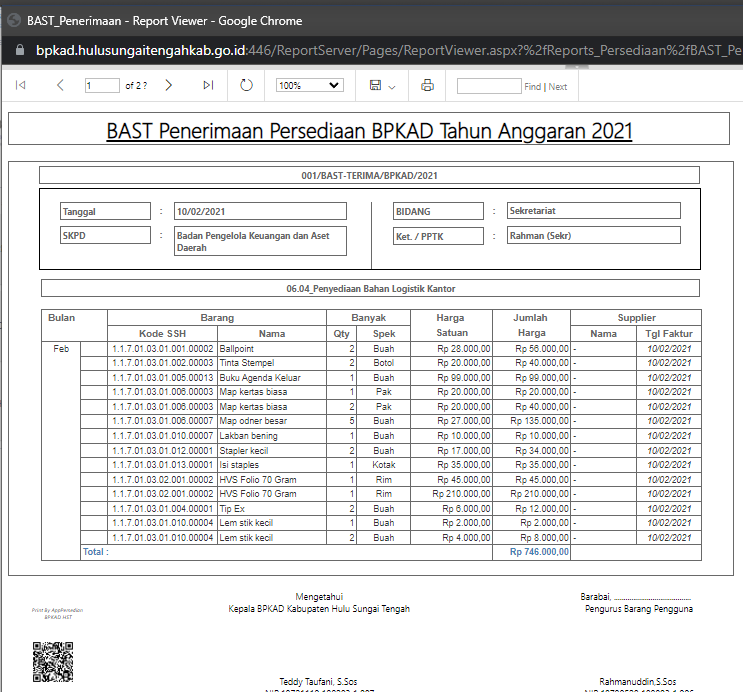 BAST_Penerimaan - Report Viewer - Google Chrome
bpkad.hulusungaitengahkab.go.id:446/ReportServer/Pages/ReportViewer.aspx?%2fReports_Persediaan%2fBAST_Pe
1 of 2 ? 100% Find | Next
BAST Penerimaan Persediaan BPKAD Tahun Anggaran 2021
001/BAST-TERIMA/BPKAD/2021
Tanggal : 10/02/2021 BIDANG : Sekretariat
SKPD : Badan Pengelola Keuangan dan Aset Daerah Ket. / PPTK : Rahman (Sekr)
06.04_Penyediaan Bahan Logistik Kantor
Bulan Barang Banyak Harga Jumlah Supplier
Kode SSH Nama Qty Spek Satuan Harga Nama Tgl Faktur
Feb 1.1.7.01.03.01.001.00002 Ballpoint 2 Buah Rp 28.000,00 Rp 56.000,00 - 10/02/2021
1.1.7.01.03.01.002.00003 Tinta Stempel 2 Botol Rp 20.000,00 Rp 40.000,00 - 10/02/2021
1.1.7.01.03.01.005.00013 Buku Agenda Keluar 1 Buah Rp 99.000,00 Rp 99.000,00 - 10/02/2021
1.1.7.01.03.01.006.00003 Map kertas biasa 1 Pak Rp 20.000,00 Rp 20.000,00 - 10/02/2021
1.1.7.01.03.01.006.00003 Map kertas biasa 2 Pak Rp 20.000,00 Rp 40.000,00 - 10/02/2021
1.1.7.01.03.01.006.00007 Map odner besar 5 Buah Rp 27.000,00 Rp 135.000,00 - 10/02/2021
1.1.7.01.03.01.010.00007 Lakban bening 1 Buah Rp 10.000,00 Rp 10.000,00 - 10/02/2021
1.1.7.01.03.01.012.00001 Stapler kecil 2 Buah Rp 17.000,00 Rp 34.000,00 - 10/02/2021
1.1.7.01.03.01.013.00001 Isi staples 1 Kotak Rp 35.000,00 Rp 35.000,00 - 10/02/2021
1.1.7.01.03.02.001.00002 HVS Folio 70 Gram 1 Rim Rp 45.000,00 Rp 45.000,00 - 10/02/2021
1.1.7.01.03.02.001.00002 HVS Folio 70 Gram 1 Rim Rp 210.000,00 Rp 210.000,00 - 10/02/2021
1.1.7.01.03.01.004.00001 Tip Ex 2 Buah Rp 6.000,00 Rp 12.000,00 - 10/02/2021
1.1.7.01.03.01.010.00004 Lem stik kecil 1 Buah Rp 2.000,00 Rp 2.000,00 - 10/02/2021
1.1.7.01.03.01.010.00004 Lem stik kecil 2 Buah Rp 4.000,00 Rp 8.000,00 - 10/02/2021
Total : Rp 746.000,00
Mengetahui Barabai, ......................................
Kepala BPKAD Kabupaten Hulu Sungai Tengah Pengurus Barang Pengguna
Print By AppPersedian
BPKAD HST
Teddy Taufani, S.Sos Rahmanuddin,S.Sos